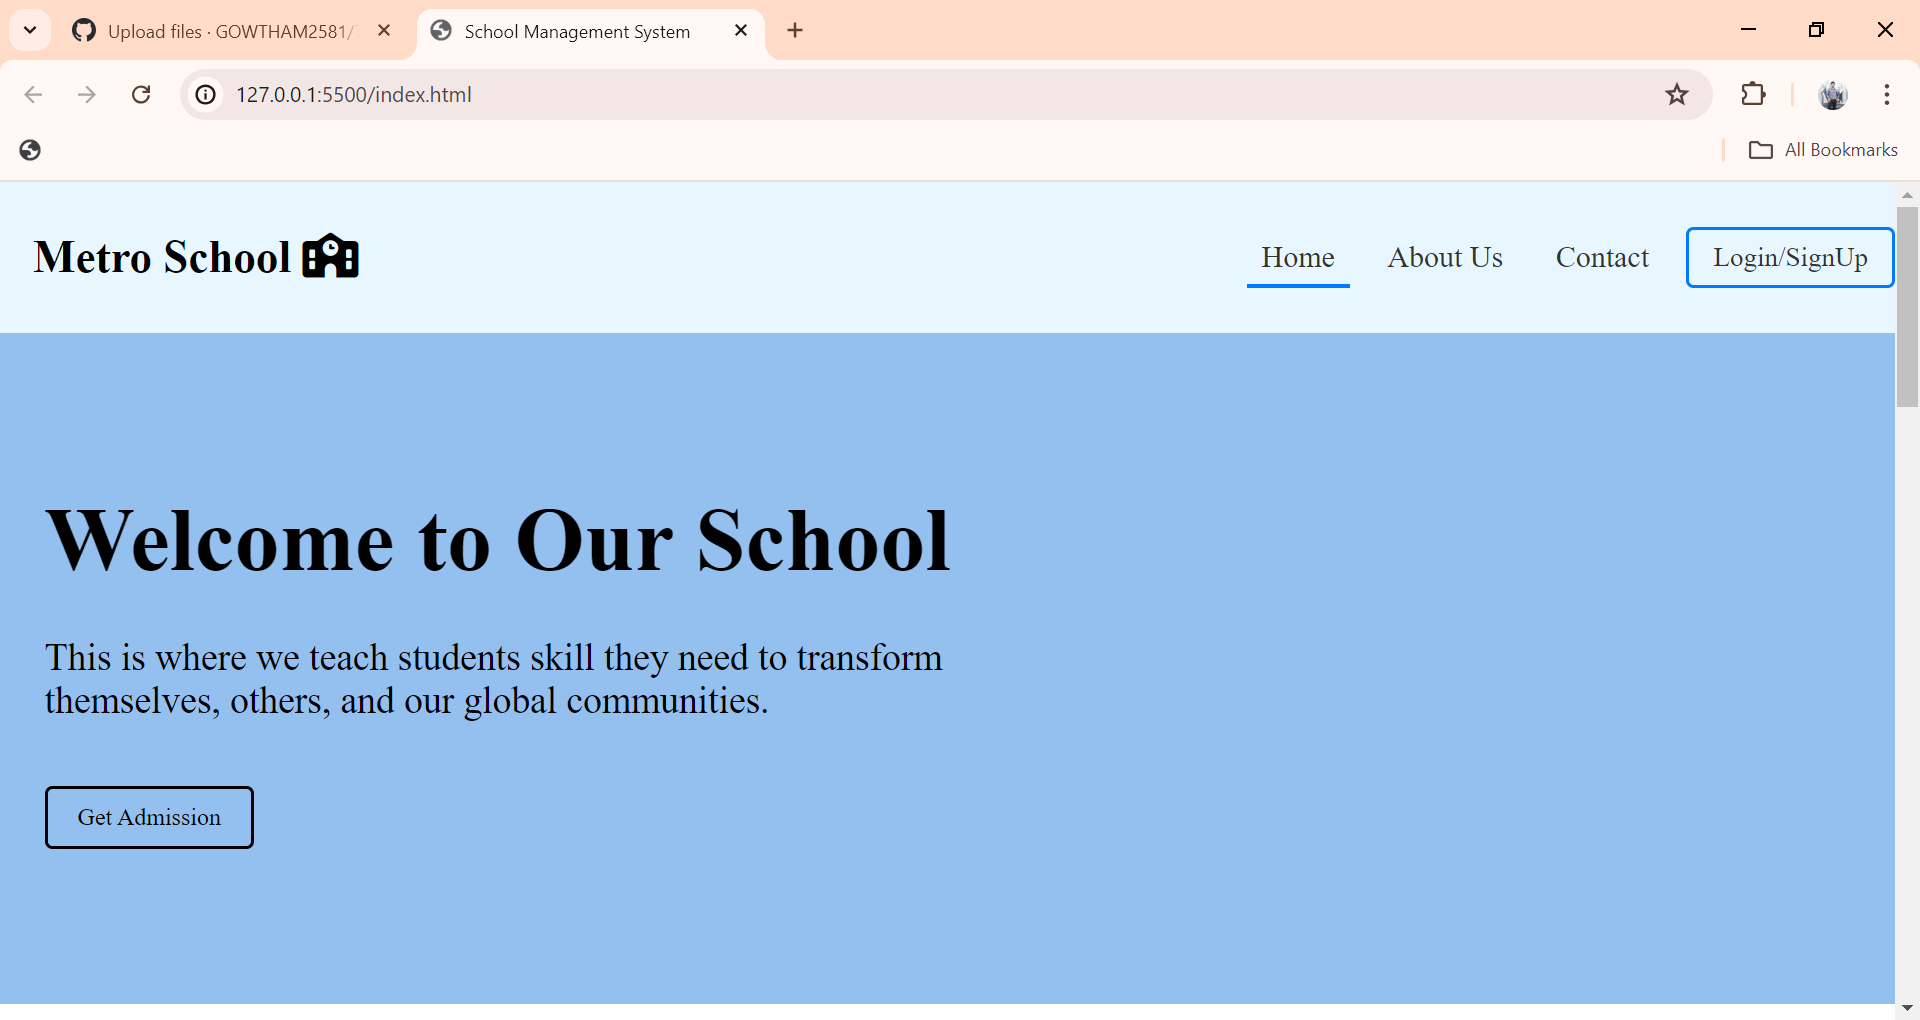 Upload files · GOWTHAM2581/
School Management System
127.0.0.1:5500/index.html
All Bookmarks
Metro School
Home
About Us
Contact
Login/SignUp
Welcome to Our School
This is where we teach students skill they need to transform
themselves, others, and our global communities.
Get Admission